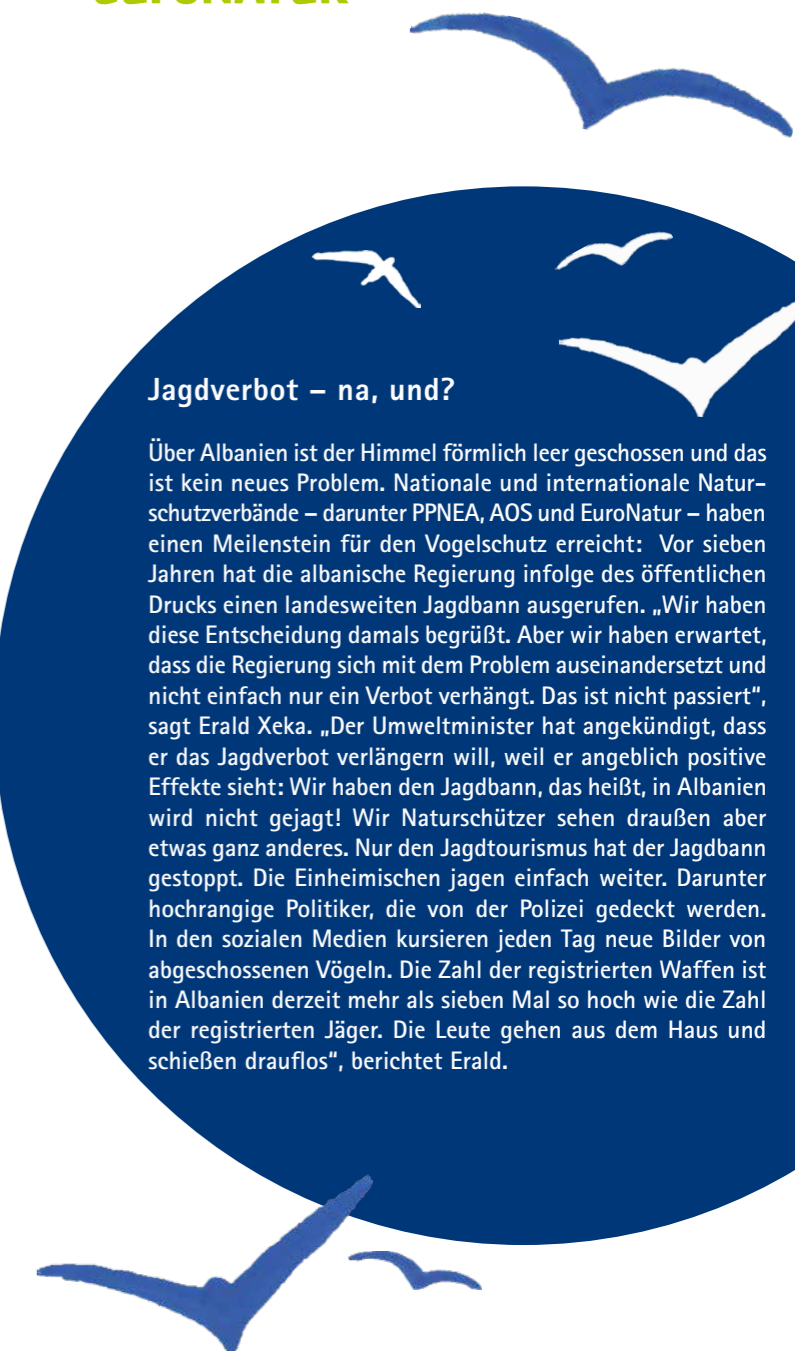 Jagdverbot – na, und?
Über Albanien ist der Himmel förmlich leer geschossen und das
ist kein neues Problem. Nationale und internationale Natur-
schutzverbände – darunter PPNEA, AOS und EuroNatur – haben
einen Meilenstein für den Vogelschutz erreicht: Vor sieben
Jahren hat die albanische Regierung infolge des öffentlichen
Drucks einen landesweiten Jagdbann ausgerufen. „Wir haben
diese Entscheidung damals begrüßt. Aber wir haben erwartet,
dass die Regierung sich mit dem Problem auseinandersetzt und
nicht einfach nur ein Verbot verhängt. Das ist nicht passiert“,
sagt Erald Xeka. „Der Umweltminister hat angekündigt, dass
er das Jagdverbot verlängern will, weil er angeblich positive
Effekte sieht: Wir haben den Jagdbann, das heißt, in Albanien
wird nicht gejagt! Wir Naturschützer sehen draußen aber
etwas ganz anderes. Nur den Jagdtourismus hat der Jagdbann
gestoppt. Die Einheimischen jagen einfach weiter. Darunter
hochrangige Politiker, die von der Polizei gedeckt werden.
In den sozialen Medien kursieren jeden Tag neue Bilder von
abgeschossenen Vögeln. Die Zahl der registrierten Waffen ist
in Albanien derzeit mehr als sieben Mal so hoch wie die Zahl
der registrierten Jäger. Die Leute gehen aus dem Haus und
schießen drauflos“, berichtet Erald.